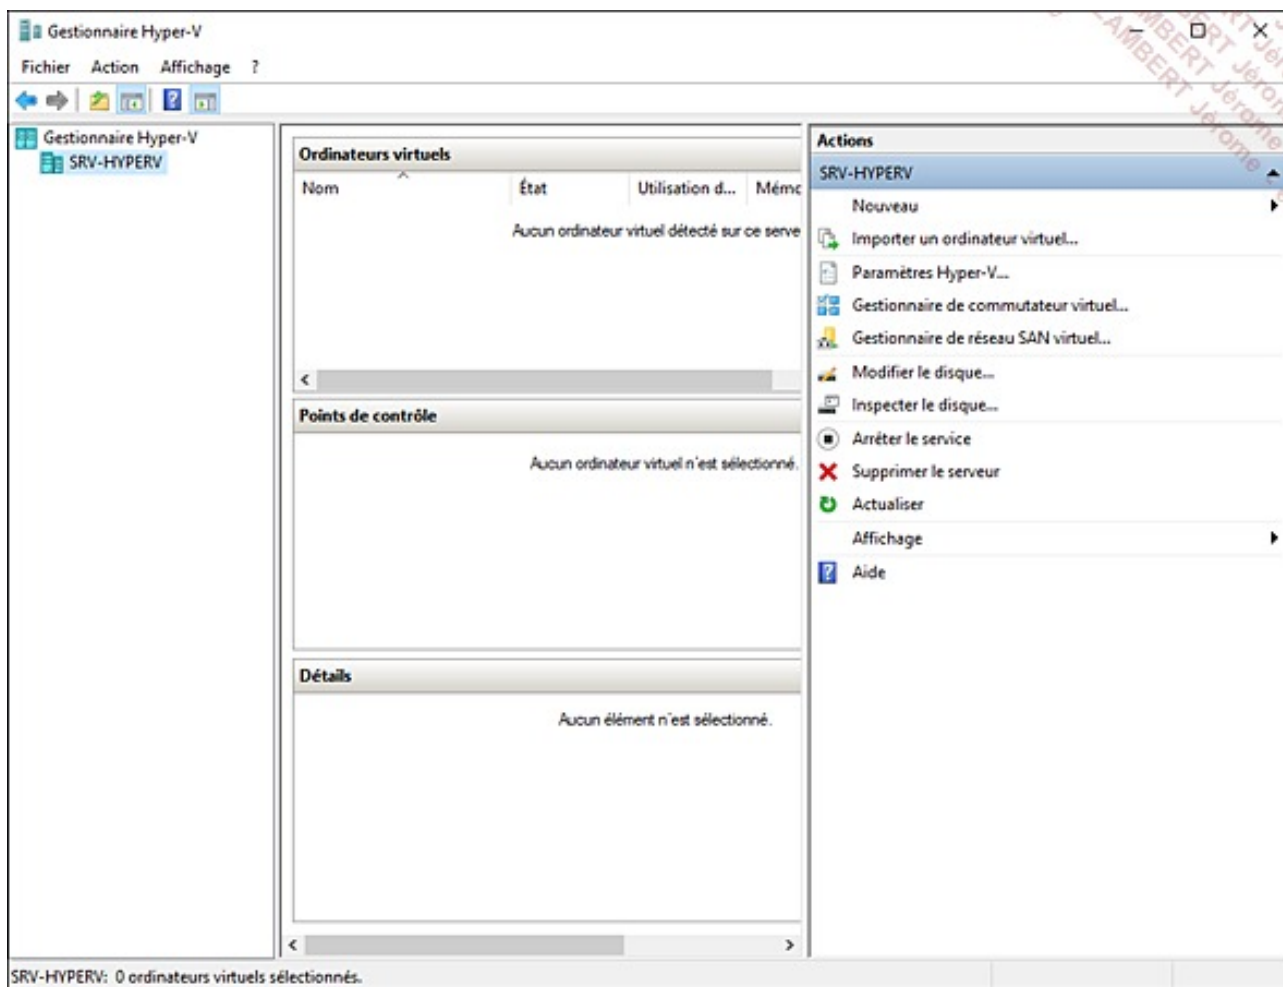 Gestionnaire Hyper-V
Fichier Action Affichage ?
Gestionnaire Hyper-V
SRV-HYPERV
Ordinateurs virtuels
Nom État Utilisation d... Mémo
Aucun ordinateur virtuel détecté sur ce serve
Points de contrôle
Aucun ordinateur virtuel n'est sélectionné.
Détails
Aucun élément n'est sélectionné.
Actions
SRV-HYPERV
Nouveau
Importer un ordinateur virtuel...
Paramètres Hyper-V...
Gestionnaire de commutateur virtuel...
Gestionnaire de réseau SAN virtuel...
Modifier le disque...
Inspecter le disque...
Arrêter le service
Supprimer le serveur
Actualiser
Affichage
Aide
SRV-HYPERV: 0 ordinateurs virtuels sélectionnés.
LAMBERT Jérome